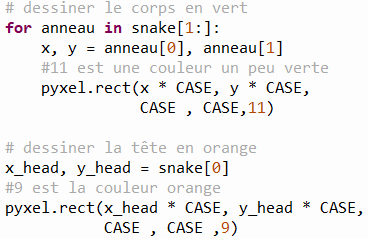 # dessiner le corps en vert
for anneau in snake[1:]:
    x, y = anneau[0], anneau[1]
    #11 est une couleur un peu verte
    pyxel.rect(x * CASE, y * CASE,
               CASE , CASE,11)

# dessiner la tête en orange
x_head, y_head = snake[0]
#9 est la couleur orange
pyxel.rect(x_head * CASE, y_head * CASE,
           CASE , CASE ,9)